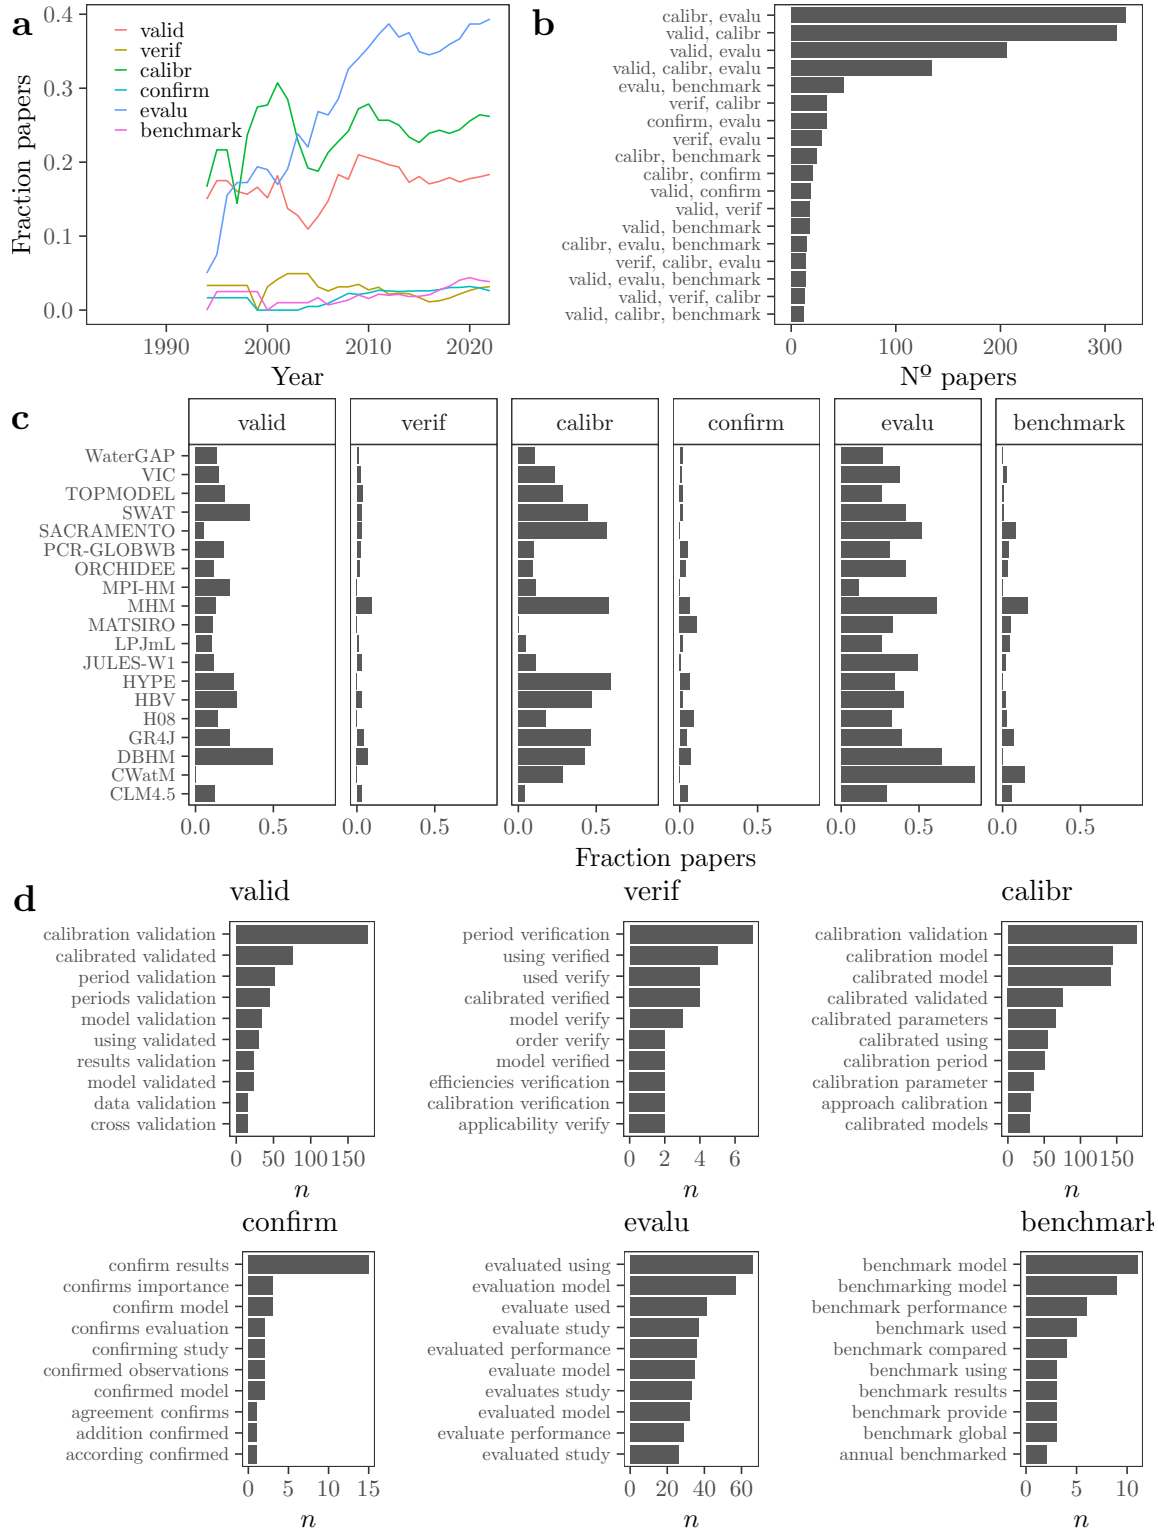 a
Fraction papers
0.4
0.3
0.2
0.1
0.0
valid
verif
calibr
confirm
evalu
benchmark
1990 2000 2010 2020
Year
b
calibr, evalu
valid, calibr
valid, evalu
valid, calibr, evalu
evalu, benchmark
verif, calibr
confirm, evalu
verif, evalu
calibr, benchmark
calibr, confirm
valid, confirm
valid, verif
valid, benchmark
calibr, evalu, benchmark
verif, calibr, evalu
valid, evalu, benchmark
valid, verif, calibr
valid, calibr, benchmark
0 100 200 300
Nº papers
c
valid verif calibr confirm evalu benchmark
WaterGAP
VIC
TOPMODEL
SWAT
SACRAMENTO
PCR-GLOBWB
ORCHIDEE
MPI-HM
MHM
MATSIRO
LPJmL
JULES-W1
HYPE
HBV
H08
GR4J
DBHM
CWatM
CLM4.5
0.0 0.5 0.0 0.5 0.0 0.5 0.0 0.5 0.0 0.5 0.0 0.5
Fraction papers
d
valid
calibration validation
calibrated validated
period validation
periods validation
model validation
using validated
results validation
model validated
data validation
cross validation
0 50 100 150
n
verif
period verification
using verified
used verify
calibrated verified
model verify
order verify
model verified
efficiencies verification
calibration verification
applicability verify
0 2 4 6
n
calibr
calibration validation
calibration model
calibrated model
calibrated validated
calibrated parameters
calibrated using
calibration period
calibration parameter
approach calibration
calibrated models
0 50 100 150
n
confirm
confirm results
confirms importance
confirm model
confirms evaluation
confirming study
confirmed observations
confirmed model
agreement confirms
addition confirmed
according confirmed
0 5 10 15
n
evalu
evaluated using
evaluation model
evaluate used
evaluate study
evaluated performance
evaluate model
evaluates study
evaluated model
evaluate performance
evaluated study
0 20 40 60
n
benchmark
benchmark model
benchmarking model
benchmark performance
benchmark used
benchmark compared
benchmark using
benchmark results
benchmark provide
benchmark global
annual benchmarked
0 5 10
n